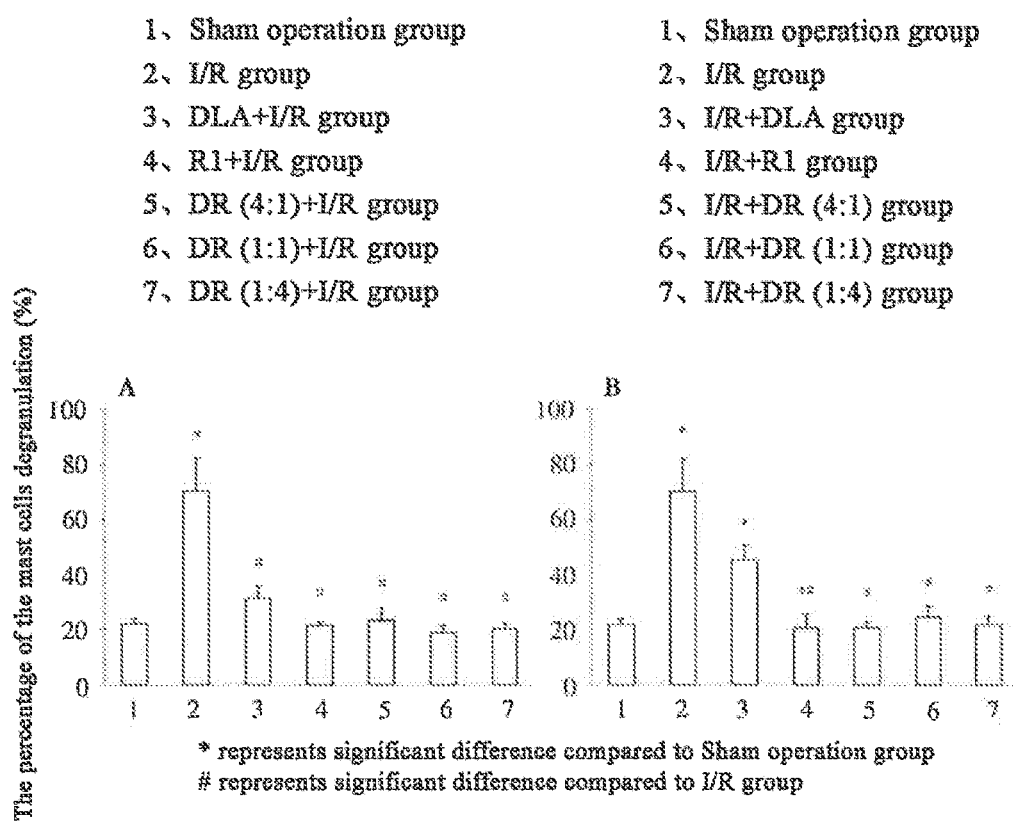 1、Sham operation group
2、I/R group
3、DLA+I/R group
4、R1+I/R group
5、DR (4:1)+I/R group
6、DR (1:1)+I/R group
7、DR (1:4)+I/R group
1、Sham operation group
2、I/R group
3、I/R+DLA group
4、I/R+R1 group
5、I/R+DR (4:1) group
6、I/R+DR (1:1) group
7、I/R+DR (1:4) group
The percentage of the mast cells degranulation (%)
A
100
80
60
40
20
0
1 2 3 4 5 6 7
B
100
80
60
40
20
0
1 2 3 4 5 6 7
* represents significant difference compared to Sham operation group
# represents significant difference compared to I/R group